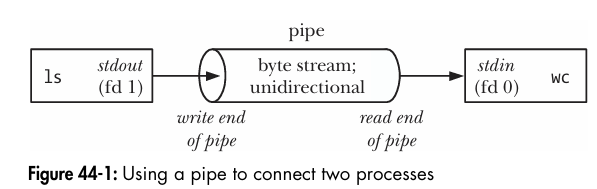 pipe
ls
stdout
(fd 1)
byte stream;
unidirectional
stdin
(fd 0)
wc
write end
of pipe
read end
of pipe
Figure 44-1: Using a pipe to connect two processes